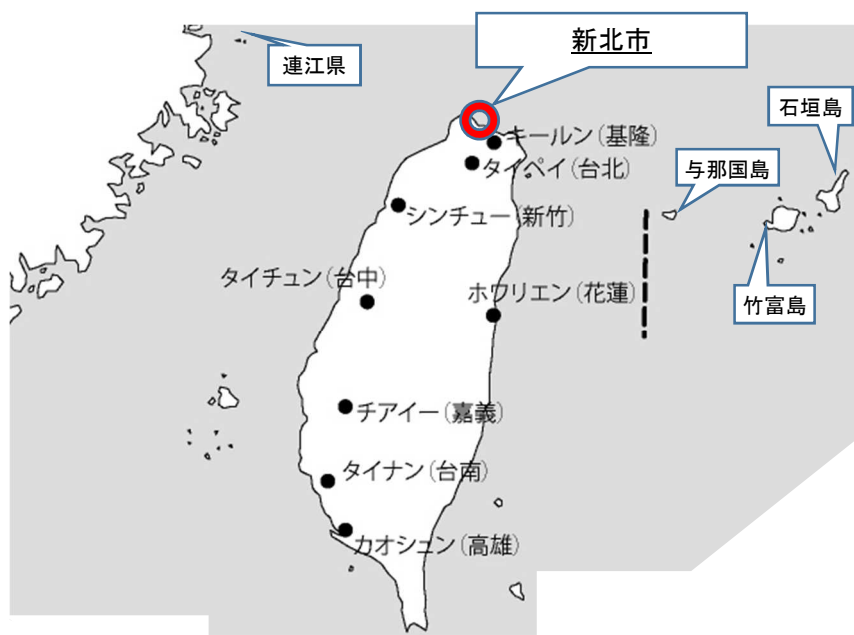 新北市
連江県
石垣島
キールン(基隆)
タイペイ(台北)
与那国島
シンチュー(新竹)
タイチュン(台中)
ホワリエン(花蓮)
竹富島
チアイー(嘉義)
タイナン(台南)
カオシュン(高雄)